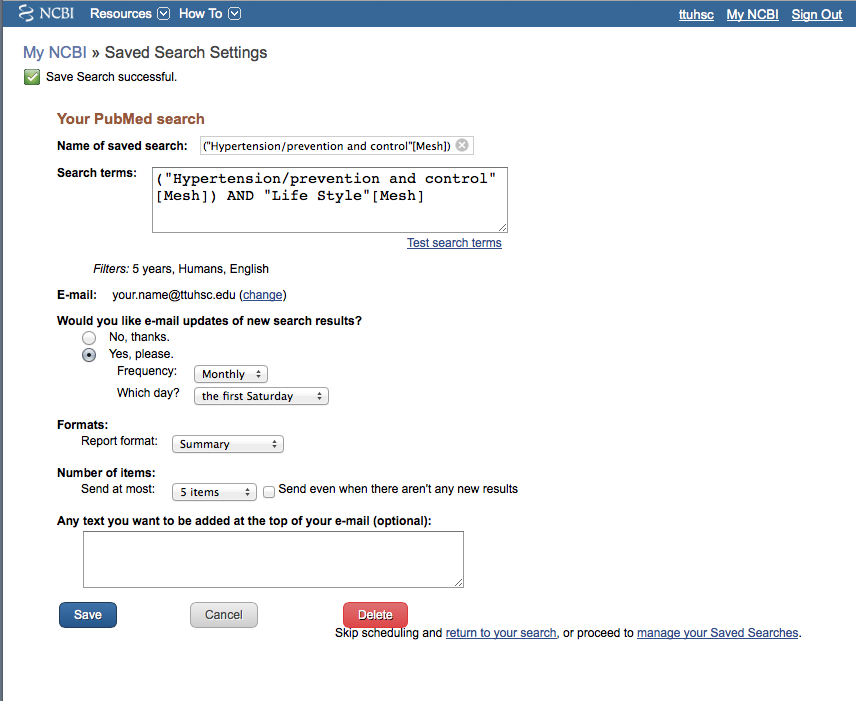 NCBI Resources How To ttuhsc My NCBI Sign Out
My NCBI » Saved Search Settings
Save Search successful.
Your PubMed search
Name of saved search: ("Hypertension/prevention and control"[Mesh])
Search terms: ("Hypertension/prevention and control"
[Mesh]) AND "Life Style"[Mesh]
Test search terms
Filters: 5 years, Humans, English
E-mail: your.name@ttuhsc.edu (change)
Would you like e-mail updates of new search results?
No, thanks.
Yes, please.
Frequency: Monthly
Which day? the first Saturday
Formats:
Report format: Summary
Number of items:
Send at most: 5 items Send even when there aren't any new results
Any text you want to be added at the top of your e-mail (optional):
Save Cancel Delete
Skip scheduling and return to your search, or proceed to manage your Saved Searches.